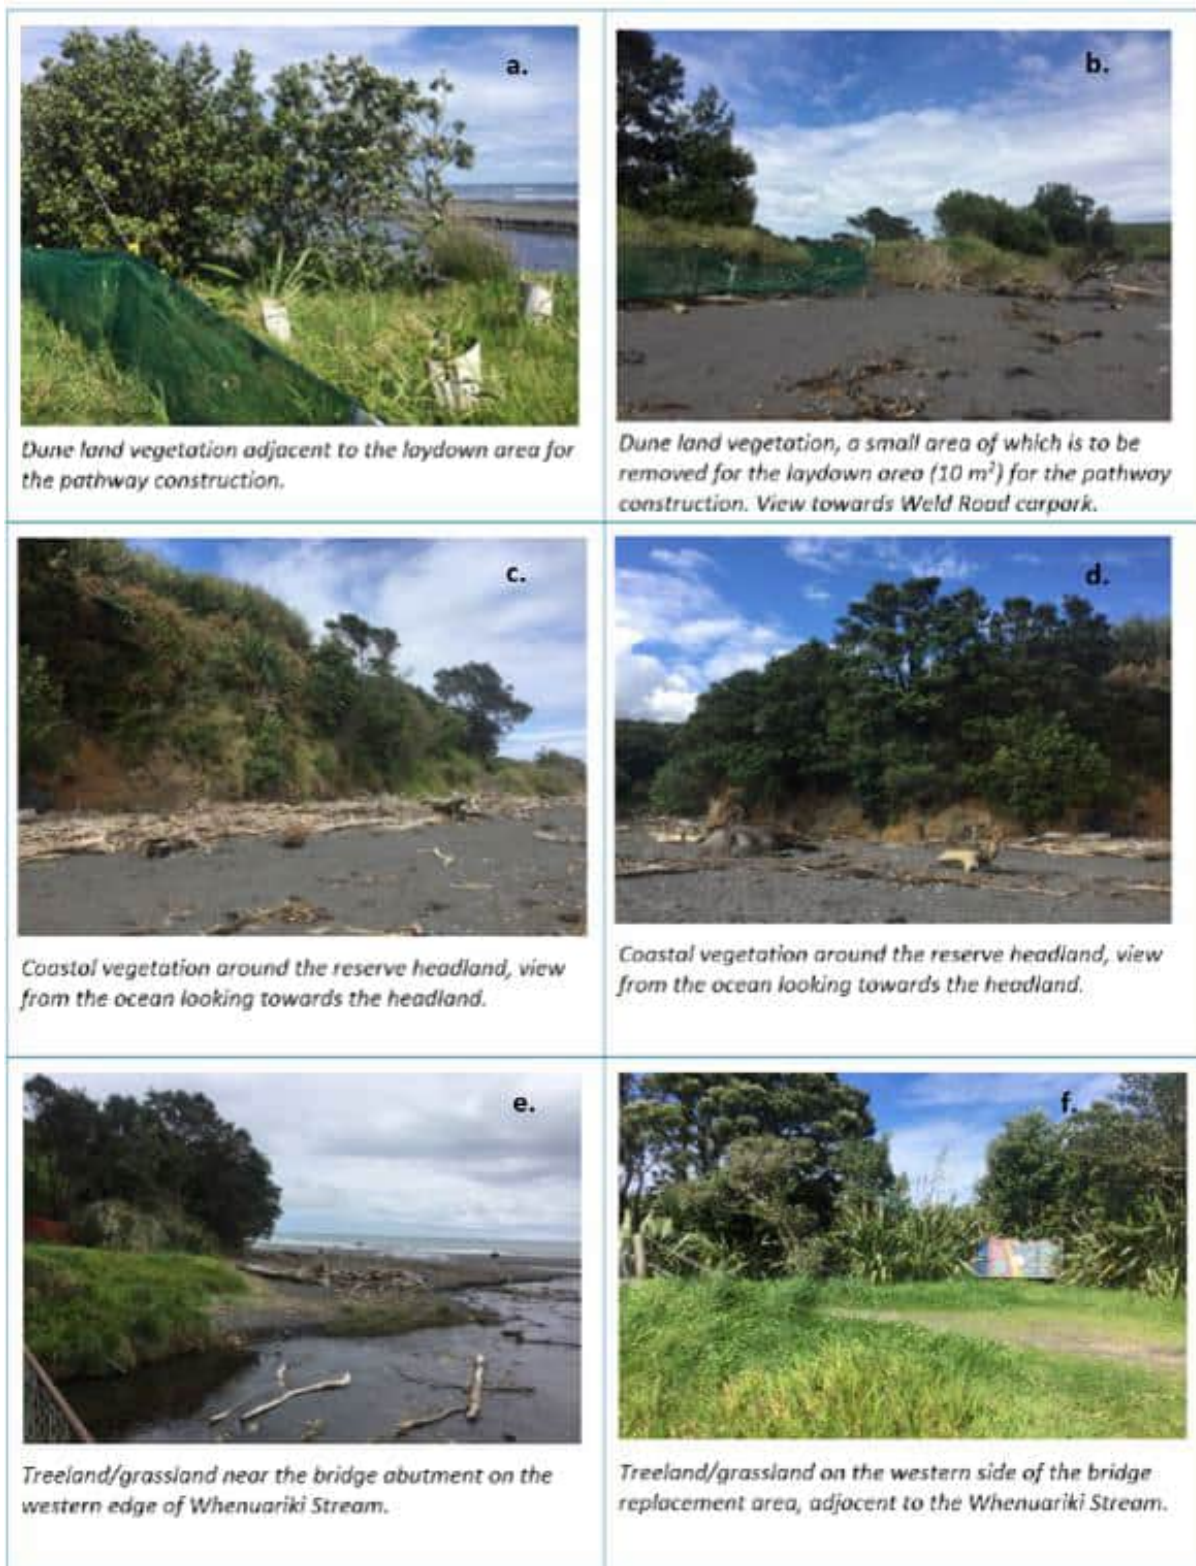 a.
b.
Dune land vegetation adjacent to the laydown area for
the pathway construction.
Dune land vegetation, a small area of which is to be
removed for the laydown area (10 m²) for the pathway
construction. View towards Weld Road carpark.
c.
d.
Coastal vegetation around the reserve headland, view
from the ocean looking towards the headland.
Coastal vegetation around the reserve headland, view
from the ocean looking towards the headland.
e.
f.
Treeland/grassland near the bridge abutment on the
western edge of Whenuariki Stream.
Treeland/grassland on the western side of the bridge
replacement area, adjacent to the Whenuariki Stream.